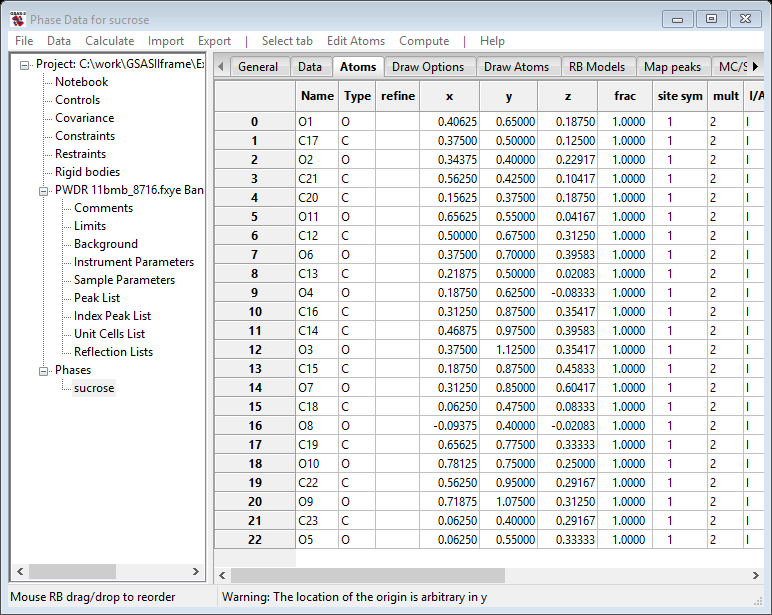 Phase Data for sucrose
File Data Calculate Import Export | Select tab Edit Atoms Compute | Help
Project: C:\work\GSASIIframe\Ex
Notebook
Controls
Covariance
Constraints
Restraints
Rigid bodies
PWDR 11bmb_8716.fxye Ban
Comments
Limits
Background
Instrument Parameters
Sample Parameters
Peak List
Index Peak List
Unit Cells List
Reflection Lists
Phases
sucrose
General Data Atoms Draw Options Draw Atoms RB Models Map peaks MC/S
Name Type refine x y z frac site sym mult I/A
0 O1 O 0.40625 0.65000 0.18750 1.0000 1 2 I
1 C17 C 0.37500 0.50000 0.12500 1.0000 1 2 I
2 O2 O 0.34375 0.40000 0.22917 1.0000 1 2 I
3 C21 C 0.56250 0.42500 0.10417 1.0000 1 2 I
4 C20 C 0.15625 0.37500 0.18750 1.0000 1 2 I
5 O11 O 0.65625 0.55000 0.04167 1.0000 1 2 I
6 C12 C 0.50000 0.67500 0.31250 1.0000 1 2 I
7 O6 O 0.37500 0.70000 0.39583 1.0000 1 2 I
8 C13 C 0.21875 0.50000 0.02083 1.0000 1 2 I
9 O4 O 0.18750 0.62500 -0.08333 1.0000 1 2 I
10 C16 C 0.31250 0.87500 0.35417 1.0000 1 2 I
11 C14 C 0.46875 0.97500 0.39583 1.0000 1 2 I
12 O3 O 0.37500 1.12500 0.35417 1.0000 1 2 I
13 C15 C 0.18750 0.87500 0.45833 1.0000 1 2 I
14 O7 O 0.31250 0.85000 0.60417 1.0000 1 2 I
15 C18 C 0.06250 0.47500 0.08333 1.0000 1 2 I
16 O8 O -0.09375 0.40000 -0.02083 1.0000 1 2 I
17 C19 C 0.65625 0.77500 0.33333 1.0000 1 2 I
18 O10 O 0.78125 0.75000 0.25000 1.0000 1 2 I
19 C22 C 0.56250 0.95000 0.29167 1.0000 1 2 I
20 O9 O 0.71875 1.07500 0.31250 1.0000 1 2 I
21 C23 C 0.06250 0.40000 0.29167 1.0000 1 2 I
22 O5 O 0.06250 0.55000 0.33333 1.0000 1 2 I
Mouse RB drag/drop to reorder
Warning: The location of the origin is arbitrary in y